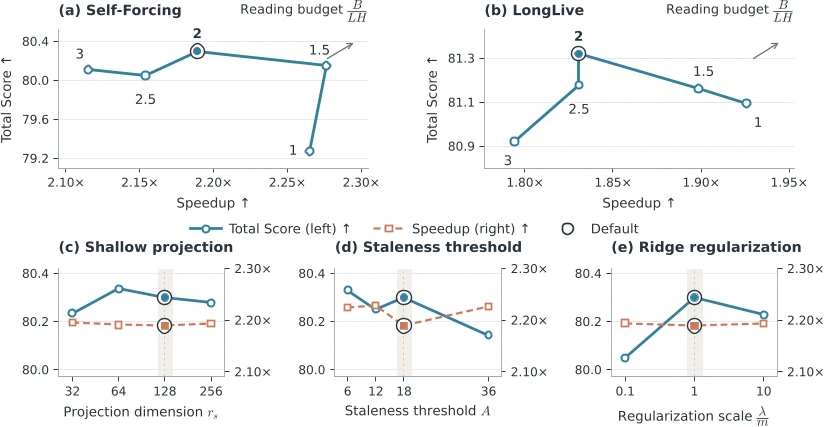 (a) Self-Forcing
Reading budget B/LH
Total Score ↑
80.4
80.0
79.6
79.2
3
2.5
2
1.5
1
2.10× 2.15× 2.20× 2.25× 2.30×
Speedup ↑
(b) LongLive
Reading budget B/LH
Total Score ↑
81.3
81.1
80.9
2
2.5
1.5
1
3
1.80× 1.85× 1.90× 1.95×
Speedup ↑
Total Score (left) ↑ Speedup (right) ↑ Default
(c) Shallow projection
80.4
80.2
80.0
2.30×
2.20×
2.10×
32 64 128 256
Projection dimension rₛ
(d) Staleness threshold
80.4
80.2
80.0
2.30×
2.20×
2.10×
6 12 18 36
Staleness threshold A
(e) Ridge regularization
80.4
80.2
80.0
2.30×
2.20×
2.10×
0.1 1 10
Regularization scale λ/m